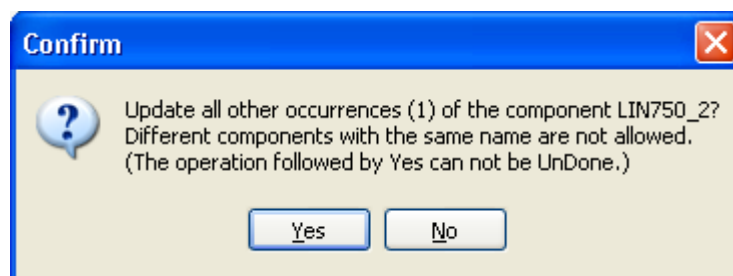 Confirm
Update all other occurrences (1) of the component LIN750_2?
Different components with the same name are not allowed.
(The operation followed by Yes can not be UnDone.)
Yes
No